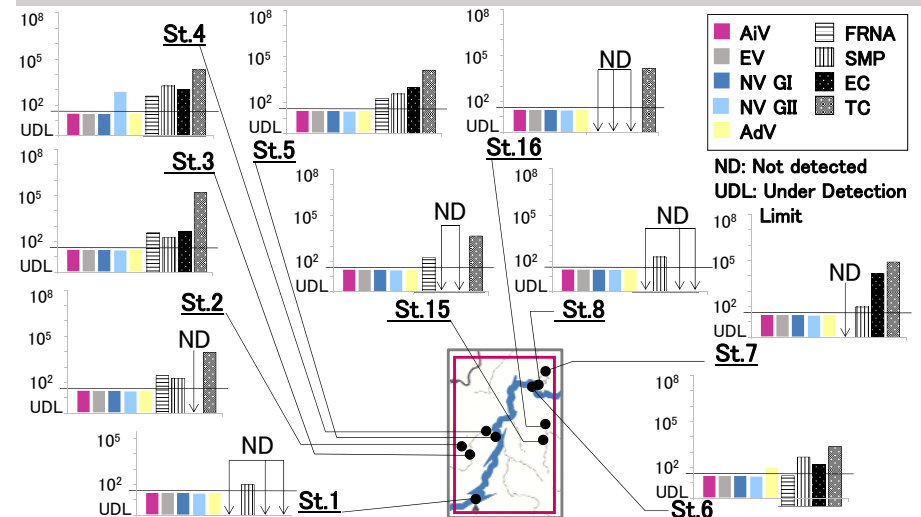 10⁸
10⁵
10²
UDL
St.4
10⁸
10⁵
10²
UDL
St.5
10⁸
10⁵
10²
UDL
ND
St.16
AiV
EV
NV GI
NV GII
AdV
FRNA
SMP
EC
TC
ND: Not detected
UDL: Under Detection
Limit
10⁸
10⁵
10²
UDL
St.3
10⁸
10⁵
10²
UDL
ND
St.15
10⁸
10⁵
10²
UDL
ND
St.8
10⁸
10⁵
10²
UDL
ND
St.7
10⁸
10⁵
10²
UDL
St.2
ND
10⁵
10²
UDL
ND
St.1
10⁸
10⁵
10²
UDL
St.6